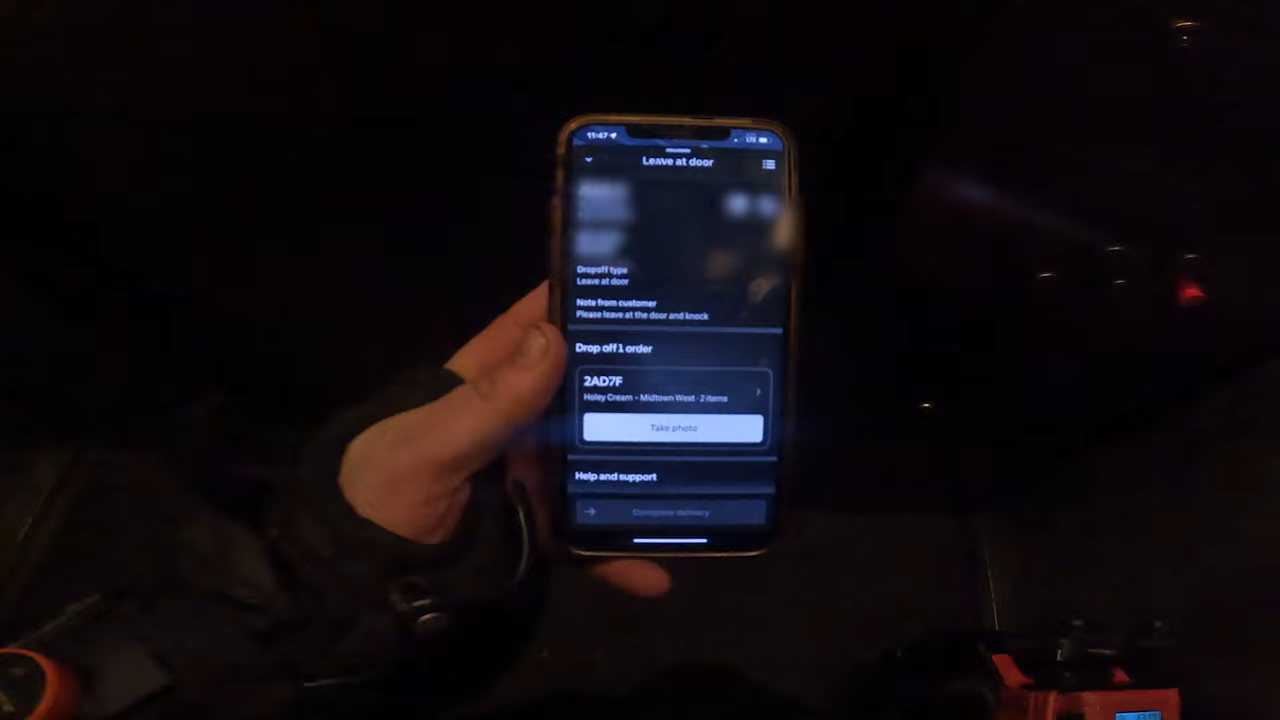 11:47
LTE
Leave at door
Dropoff type
Leave at door
Note from customer
Please leave at the door and knock
Drop off 1 order
2AD7F
Holey Cream - Midtown West · 2 items
Take photo
Help and support
Complete delivery